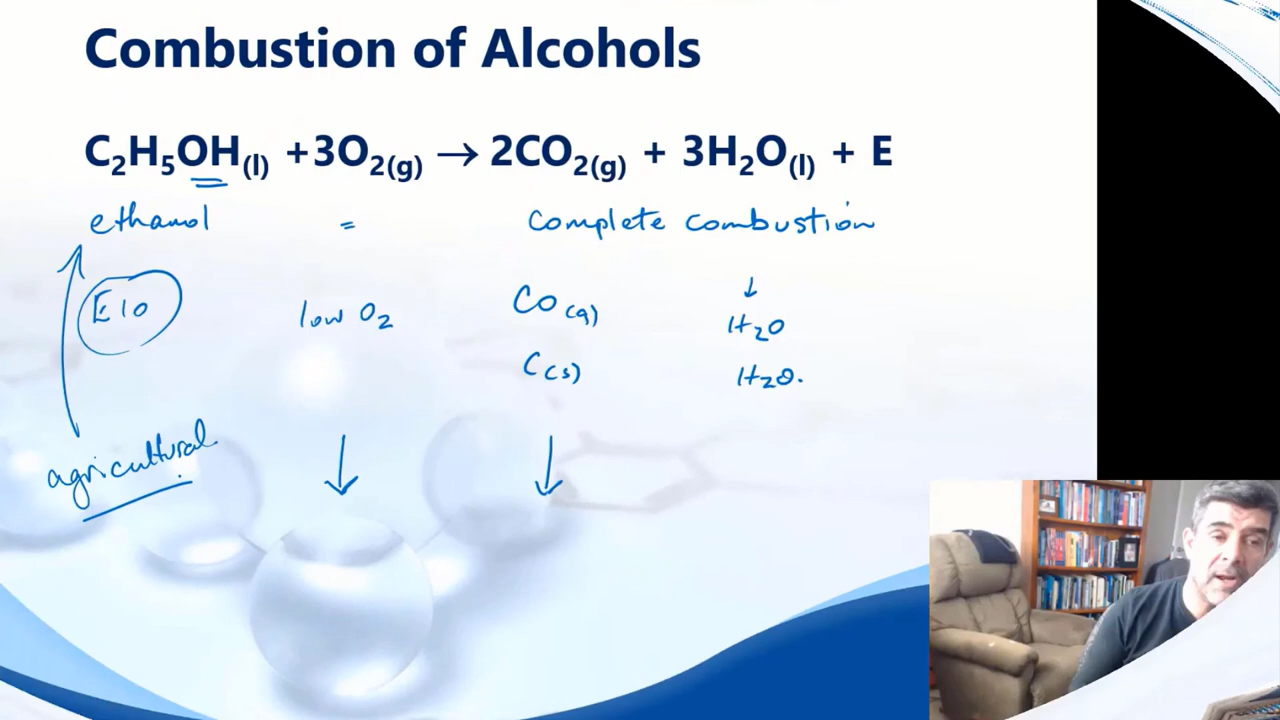 Combustion of Alcohols
C₂H₅OH(l) +3O₂(g) → 2CO₂(g) + 3H₂O(l) + E
ethanol = complete combustion
E10 low O₂ CO(g) H₂O
C(s) H₂O.
agricultural